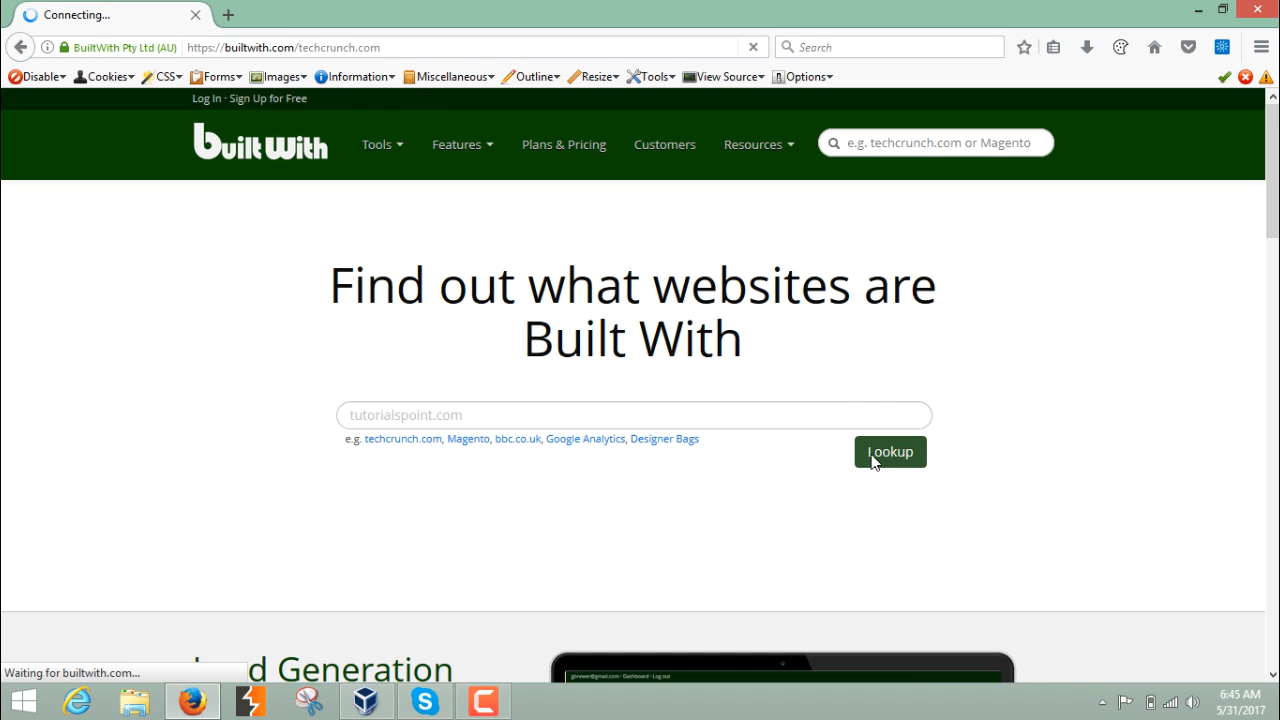 Connecting...
BuiltWith Pty Ltd (AU) https://builtwith.com/techcrunch.com Search
Disable Cookies CSS Forms Images Information Miscellaneous Outline Resize Tools View Source Options
Log In · Sign Up for Free
built with Tools Features Plans & Pricing Customers Resources e.g. techcrunch.com or Magento
Find out what websites are
Built With
tutorialspoint.com
e.g. techcrunch.com, Magento, bbc.co.uk, Google Analytics, Designer Bags
Lookup
Generation
gbrewer@gmail.com - Dashboard - Log out
Waiting for builtwith.com...
6:45 AM
5/31/2017